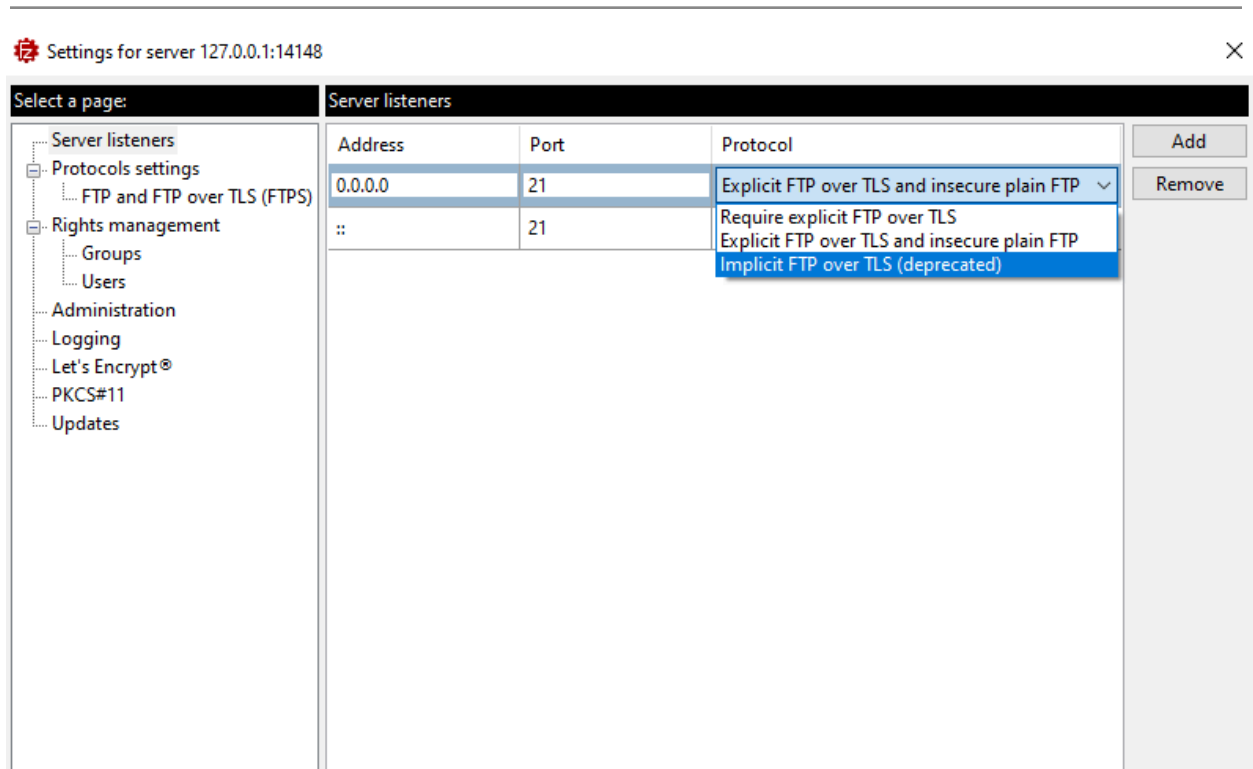 Settings for server 127.0.0.1:14148
Select a page:
Server listeners
Server listeners
Protocols settings
FTP and FTP over TLS (FTPS)
Rights management
Groups
Users
Administration
Logging
Let's Encrypt®
PKCS#11
Updates
Address Port Protocol
0.0.0.0 21 Explicit FTP over TLS and insecure plain FTP
:: 21
Require explicit FTP over TLS
Explicit FTP over TLS and insecure plain FTP
Implicit FTP over TLS (deprecated)
Add
Remove